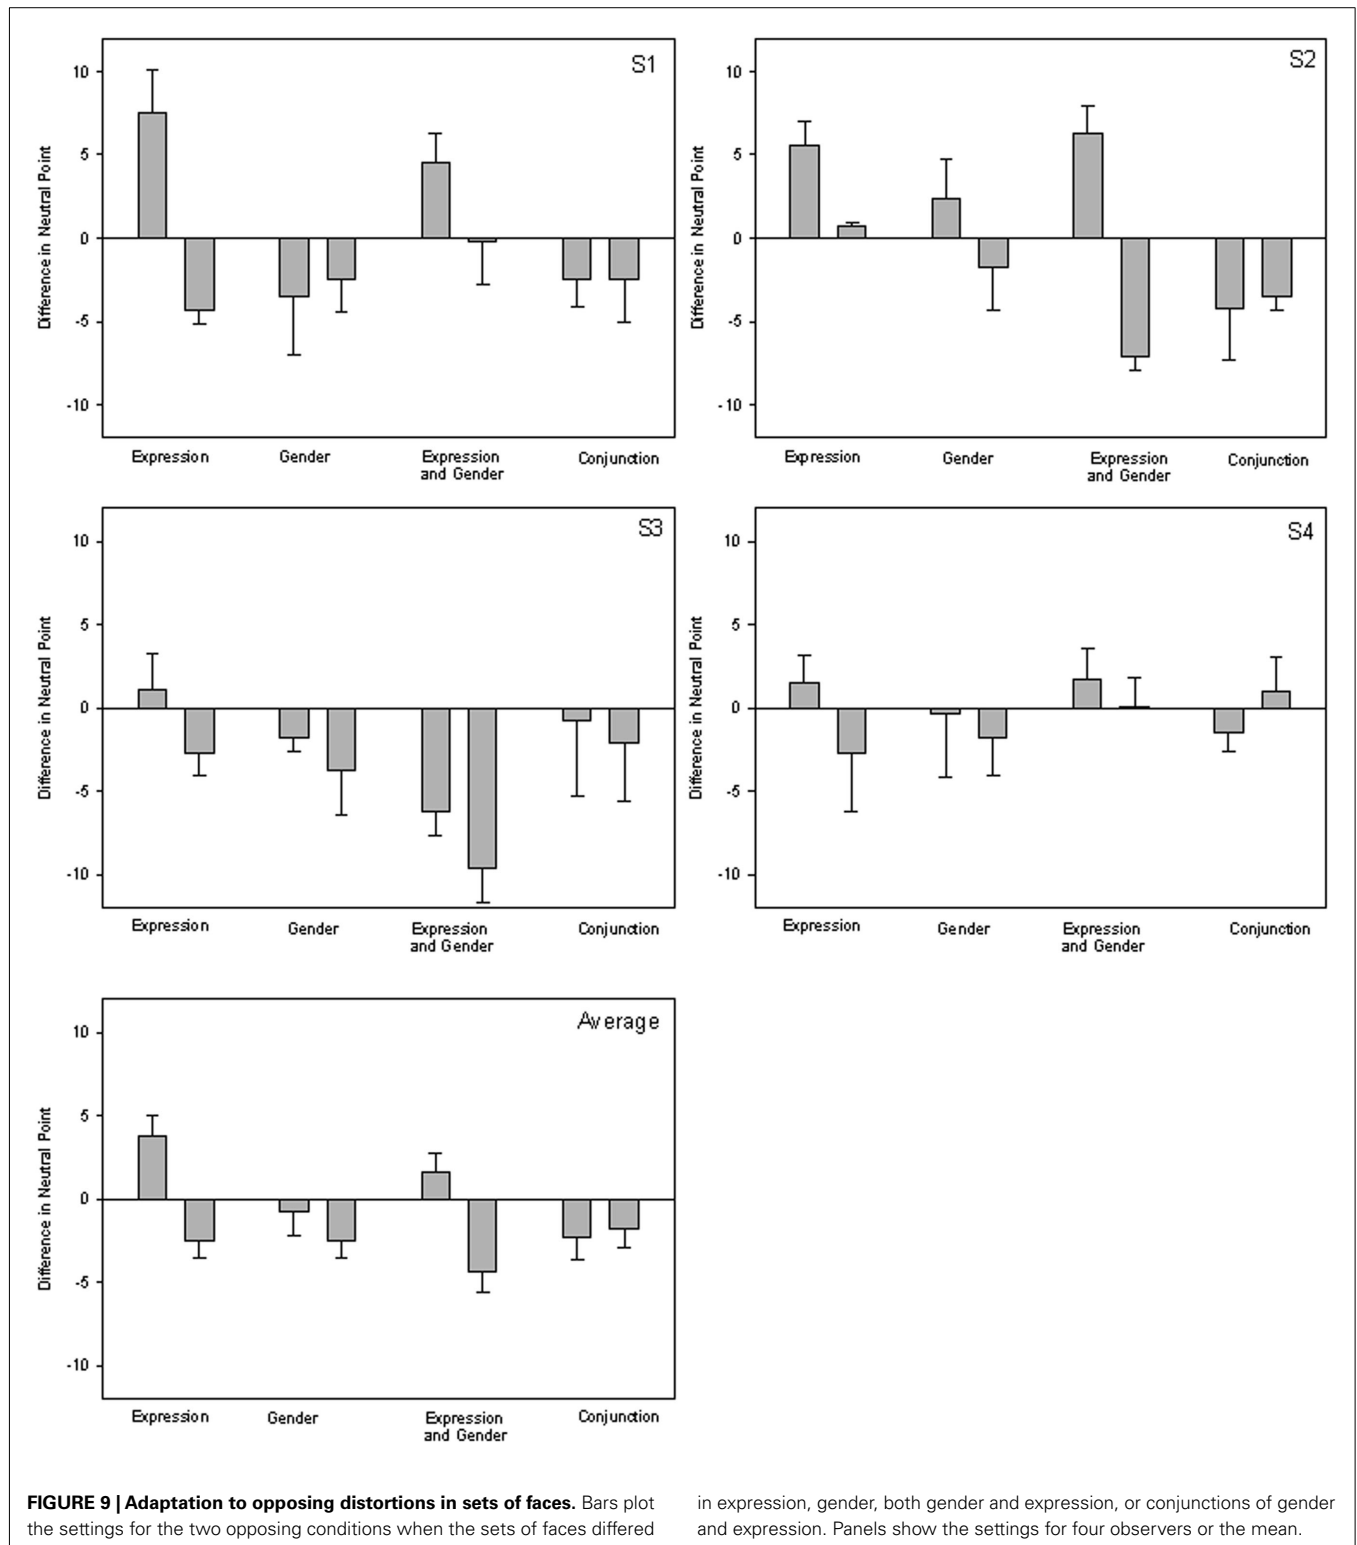 S1
10
5
0
-5
-10
Difference in Neutral Point
Expression
Gender
Expression
and Gender
Conjunction
S2
10
5
0
-5
-10
Difference in Neutral Point
Expression
Gender
Expression
and Gender
Conjunction
S3
10
5
0
-5
-10
Difference in Neutral Point
Expression
Gender
Expression
and Gender
Conjunction
S4
10
5
0
-5
-10
Difference in Neutral Point
Expression
Gender
Expression
and Gender
Conjunction
Average
10
5
0
-5
-10
Difference in Neutral Point
Expression
Gender
Expression
and Gender
Conjunction
FIGURE 9 | Adaptation to opposing distortions in sets of faces. Bars plot
the settings for the two opposing conditions when the sets of faces differed
in expression, gender, both gender and expression, or conjunctions of gender
and expression. Panels show the settings for four observers or the mean.